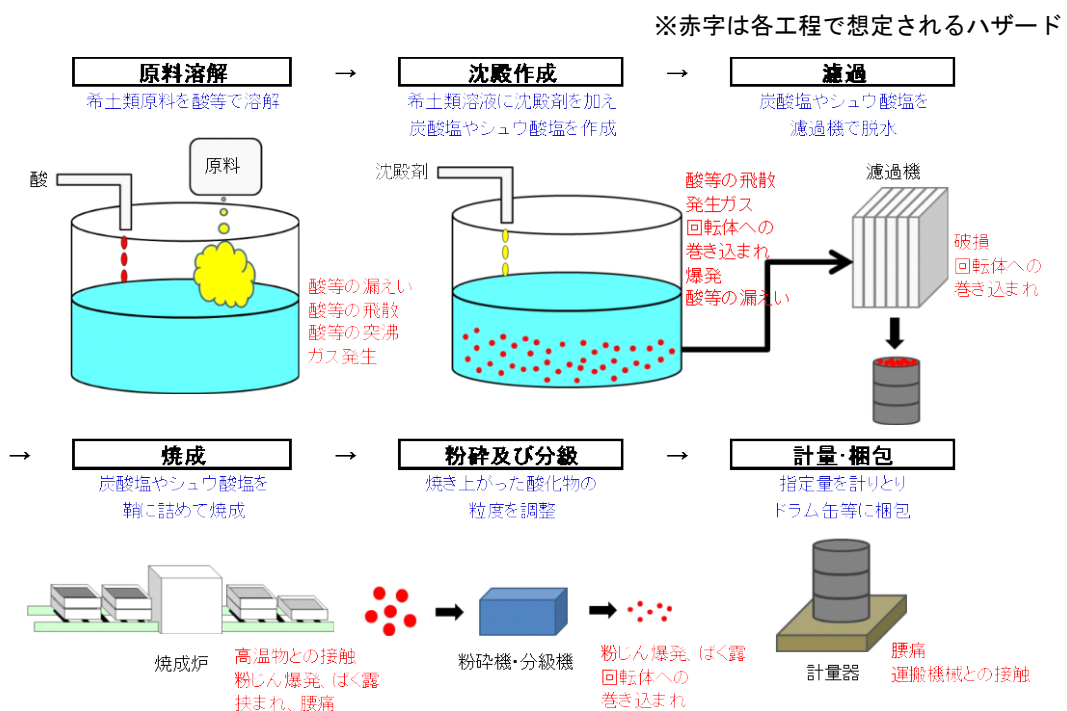 ※赤字は各工程で想定されるハザード
原料溶解
→
沈殿作成
→
濾過
希土類原料を酸等で溶解
希土類溶液に沈殿剤を加え
炭酸塩やシュウ酸塩を作成
炭酸塩やシュウ酸塩を
濾過機で脱水
酸
原料
酸等の漏えい
酸等の飛散
酸等の突沸
ガス発生
沈殿剤
酸等の飛散
発生ガス
回転体への
巻き込まれ
爆発
酸等の漏えい
濾過機
破損
回転体への
巻き込まれ
→
焼成
→
粉砕及び分級
→
計量・梱包
炭酸塩やシュウ酸塩を
鞘に詰めて焼成
焼き上がった酸化物の
粒度を調整
指定量を計りとり
ドラム缶等に梱包
焼成炉
高温物との接触
粉じん爆発、ばく露
挟まれ、腰痛
粉砕機・分級機
粉じん爆発、ばく露
回転体への
巻き込まれ
計量器
腰痛
運搬機械との接触